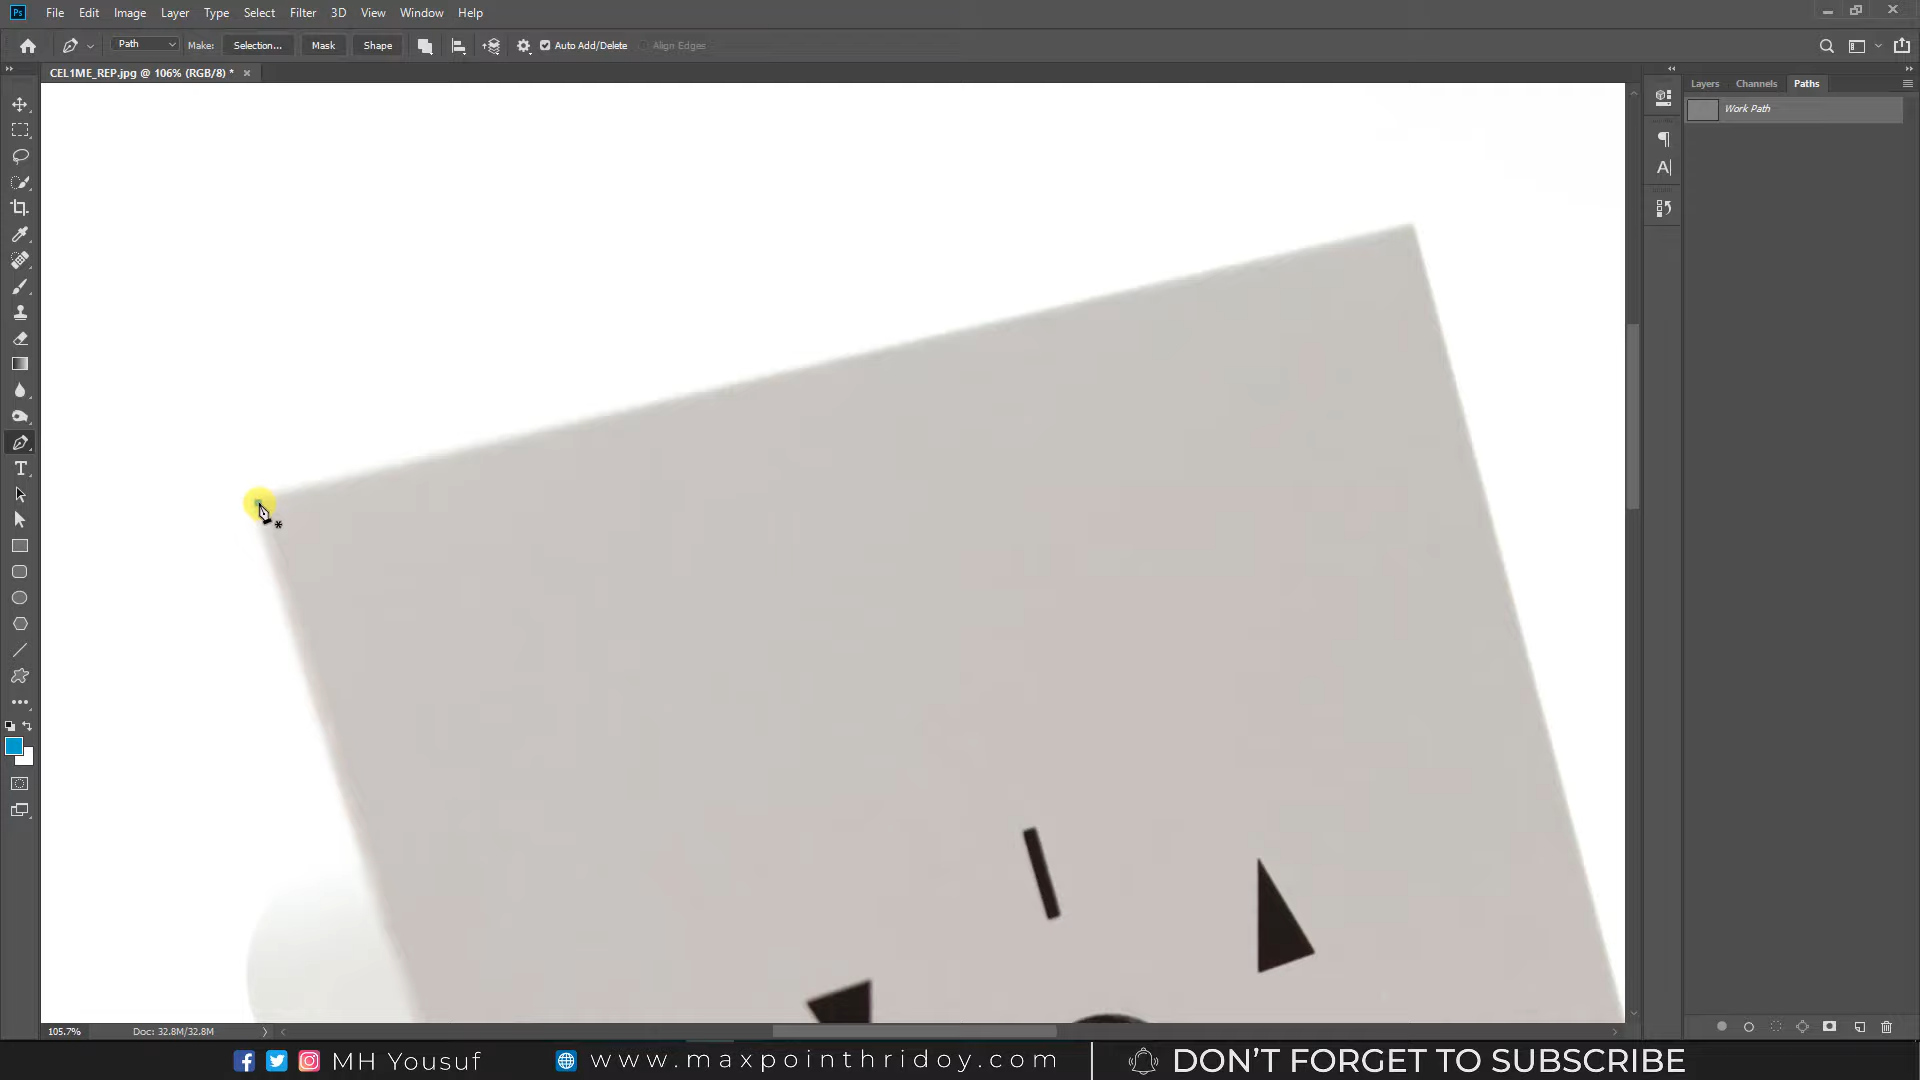 Ps File Edit Image Layer Type Select Filter 3D View Window Help
Path Make: Selection... Mask Shape Auto Add/Delete Align Edges
CEL1ME_REP.jpg @ 106% (RGB/8) *
Layers Channels Paths
Work Path
105.7% Doc: 32.8M/32.8M
MH Yousuf www.maxpointhridoy.com DON'T FORGET TO SUBSCRIBE